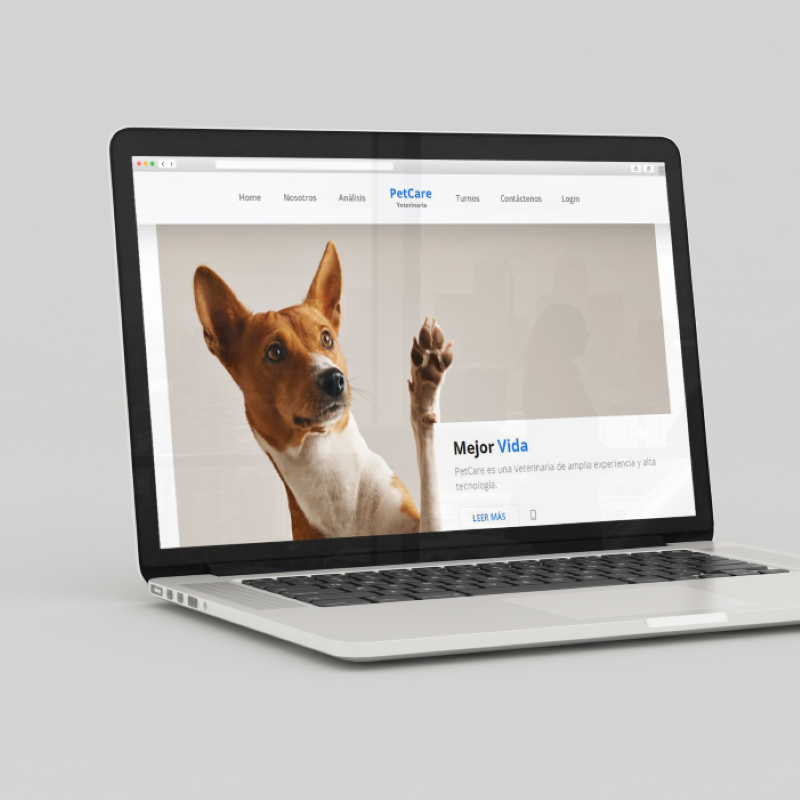 Home Nosotros Análisis PetCare Turnos Contáctenos Login
Veterinaria
Mejor Vida
PetCare es una Veterinaria de amplia experiencia y alta
tecnología.
LEER MÁS